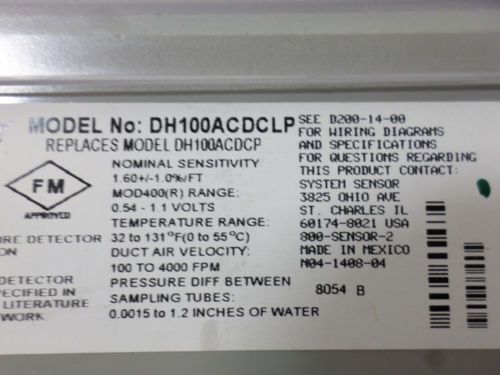 MODEL No: DH100ACDCLP
REPLACES MODEL DH100ACDCP
FM
APPROVED
IRE DETECTOR
ON
DETECTOR
PECIFIED IN
LITERATURE
WORK.
NOMINAL SENSITIVITY
1.60+/-1.0%/FT
MOD400(R) RANGE:
0.54 - 1.1 VOLTS
TEMPERATURE RANGE:
32 to 131°F(0 to 55°C)
DUCT AIR VELOCITY:
100 TO 4000 FPM
PRESSURE DIFF BETWEEN
SAMPLING TUBES:
0.0015 to 1.2 INCHES OF WATER
SEE D200-14-00
FOR WIRING DIAGRAMS
AND SPECIFICATIONS
FOR QUESTIONS REGARDING
THIS PRODUCT CONTACT:
SYSTEM SENSOR
3825 OHIO AVE
ST. CHARLES IL
60174-8021 USA
800-SENSOR-2
MADE IN MEXICO
N04-1408-04
8054 B